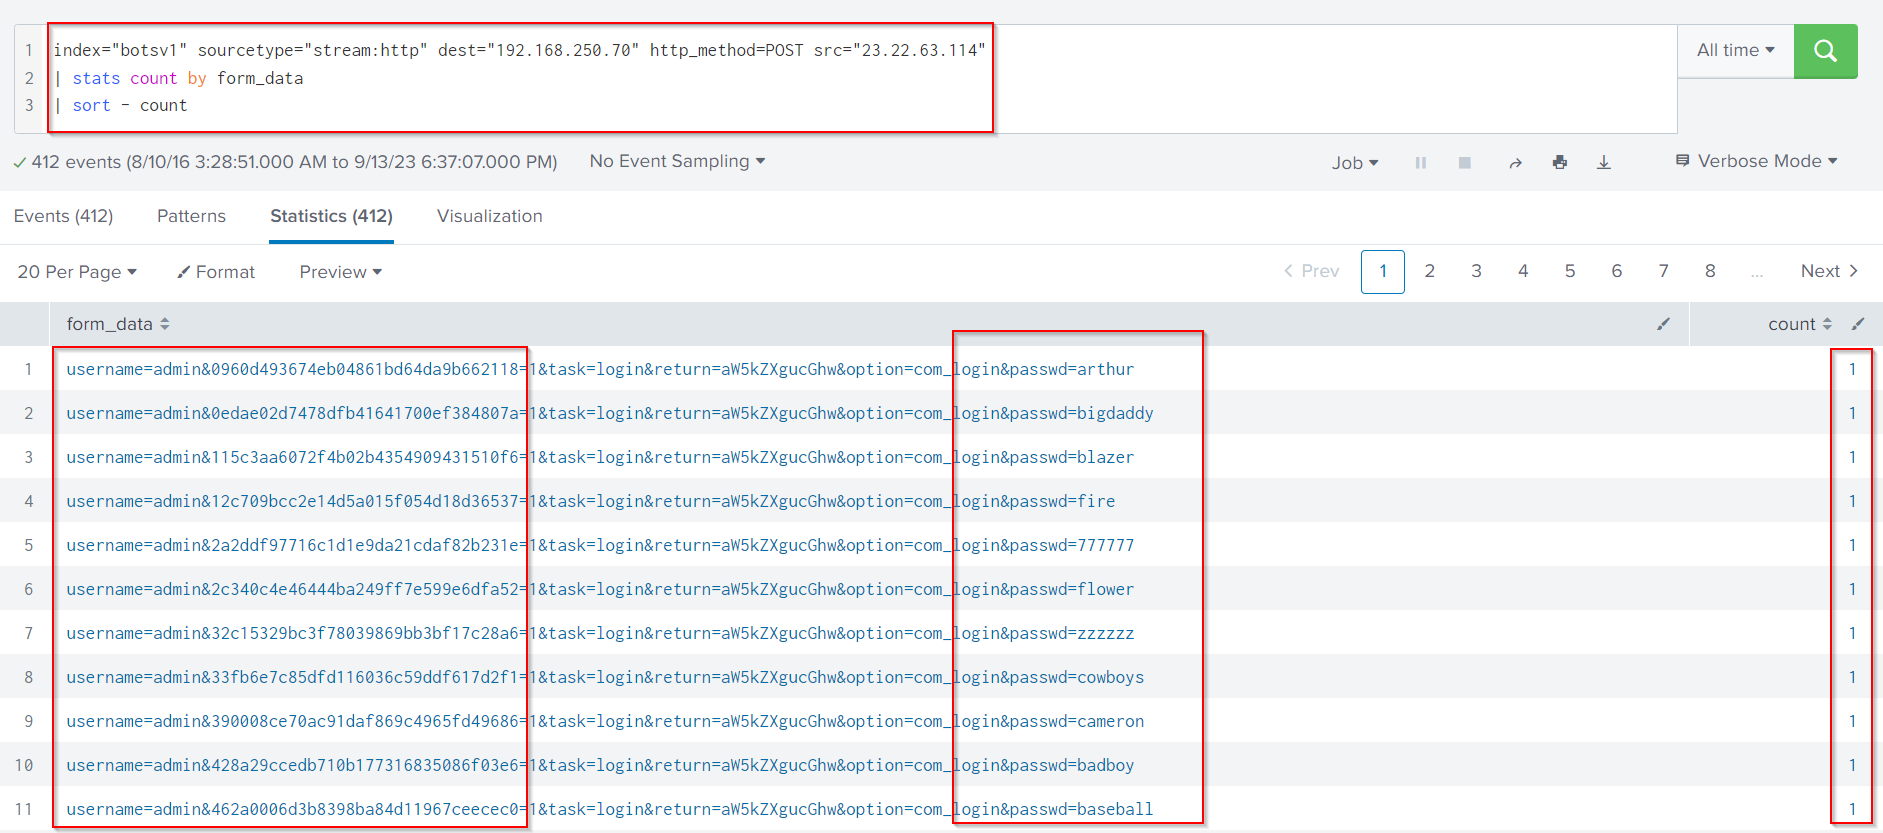 1 index="botsv1" sourcetype="stream:http" dest="192.168.250.70" http_method=POST src="23.22.63.114"
2 | stats count by form_data
3 | sort - count
All time
412 events (8/10/16 3:28:51.000 AM to 9/13/23 6:37:07.000 PM) No Event Sampling Job Verbose Mode
Events (412) Patterns Statistics (412) Visualization
20 Per Page Format Preview Prev 1 2 3 4 5 6 7 8 ... Next
form_data count
1 username=admin&0960d493674eb04861bd64da9b662118=1&task=login&return=aW5kZXgucGhw&option=com_login&passwd=arthur 1
2 username=admin&0edae02d7478dfb41641700ef384807a=1&task=login&return=aW5kZXgucGhw&option=com_login&passwd=bigdaddy 1
3 username=admin&115c3aa6072f4b02b4354909431510f6=1&task=login&return=aW5kZXgucGhw&option=com_login&passwd=blazer 1
4 username=admin&12c709bcc2e14d5a015f054d18d36537=1&task=login&return=aW5kZXgucGhw&option=com_login&passwd=fire 1
5 username=admin&2a2ddf97716c1d1e9da21cdaf82b231e=1&task=login&return=aW5kZXgucGhw&option=com_login&passwd=777777 1
6 username=admin&2c340c4e46444ba249ff7e599e6dfa52=1&task=login&return=aW5kZXgucGhw&option=com_login&passwd=flower 1
7 username=admin&32c15329bc3f78039869bb3bf17c28a6=1&task=login&return=aW5kZXgucGhw&option=com_login&passwd=zzzzzz 1
8 username=admin&33fb6e7c85dfd116036c59ddf617d2f1=1&task=login&return=aW5kZXgucGhw&option=com_login&passwd=cowboys 1
9 username=admin&390008ce70ac91daf869c4965fd49686=1&task=login&return=aW5kZXgucGhw&option=com_login&passwd=cameron 1
10 username=admin&428a29ccedb710b177316835086f03e6=1&task=login&return=aW5kZXgucGhw&option=com_login&passwd=badboy 1
11 username=admin&462a0006d3b8398ba84d11967ceecec0=1&task=login&return=aW5kZXgucGhw&option=com_login&passwd=baseball 1